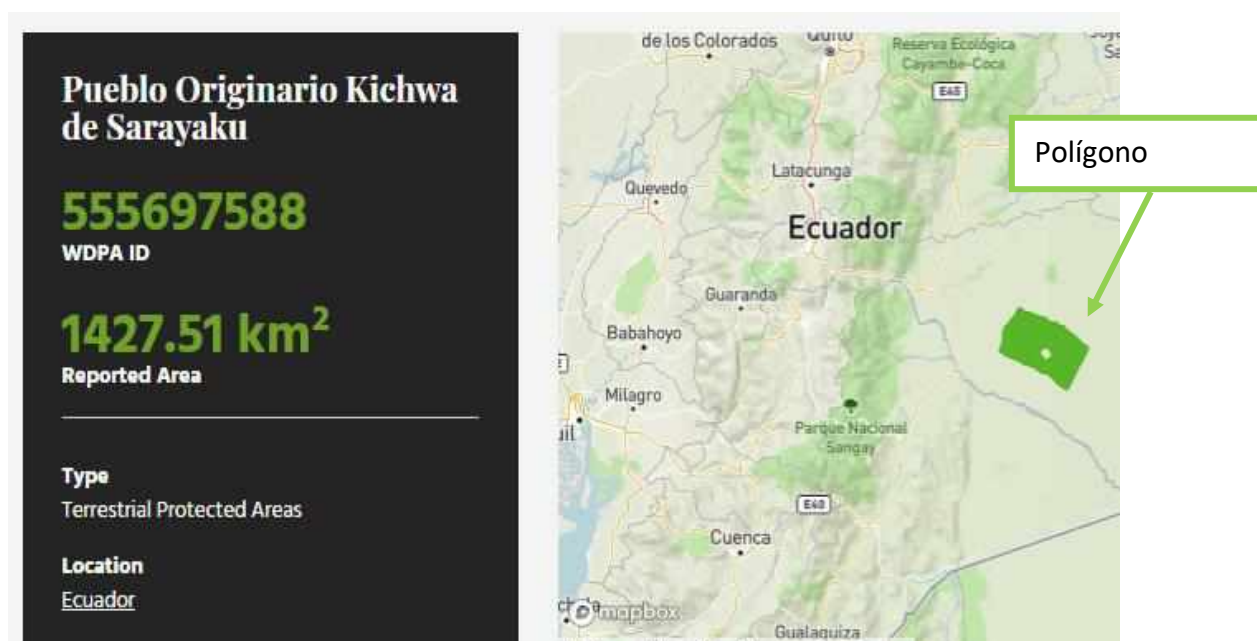 Pueblo Originario Kichwa
de Sarayaku
555697588
WDPA ID
1427.51 km²
Reported Area
Type
Terrestrial Protected Areas
Location
Ecuador
de los Colorados
Quito
Reserva Ecológica
Cayambe-Coca
E45
Polígono
Latacunga
Quevedo
Ecuador
Guaranda
Babahoyo
E
Milagro
uil
Parque Nacional
Sangay
E40
Cuenca
mapbox
Gualaquiza